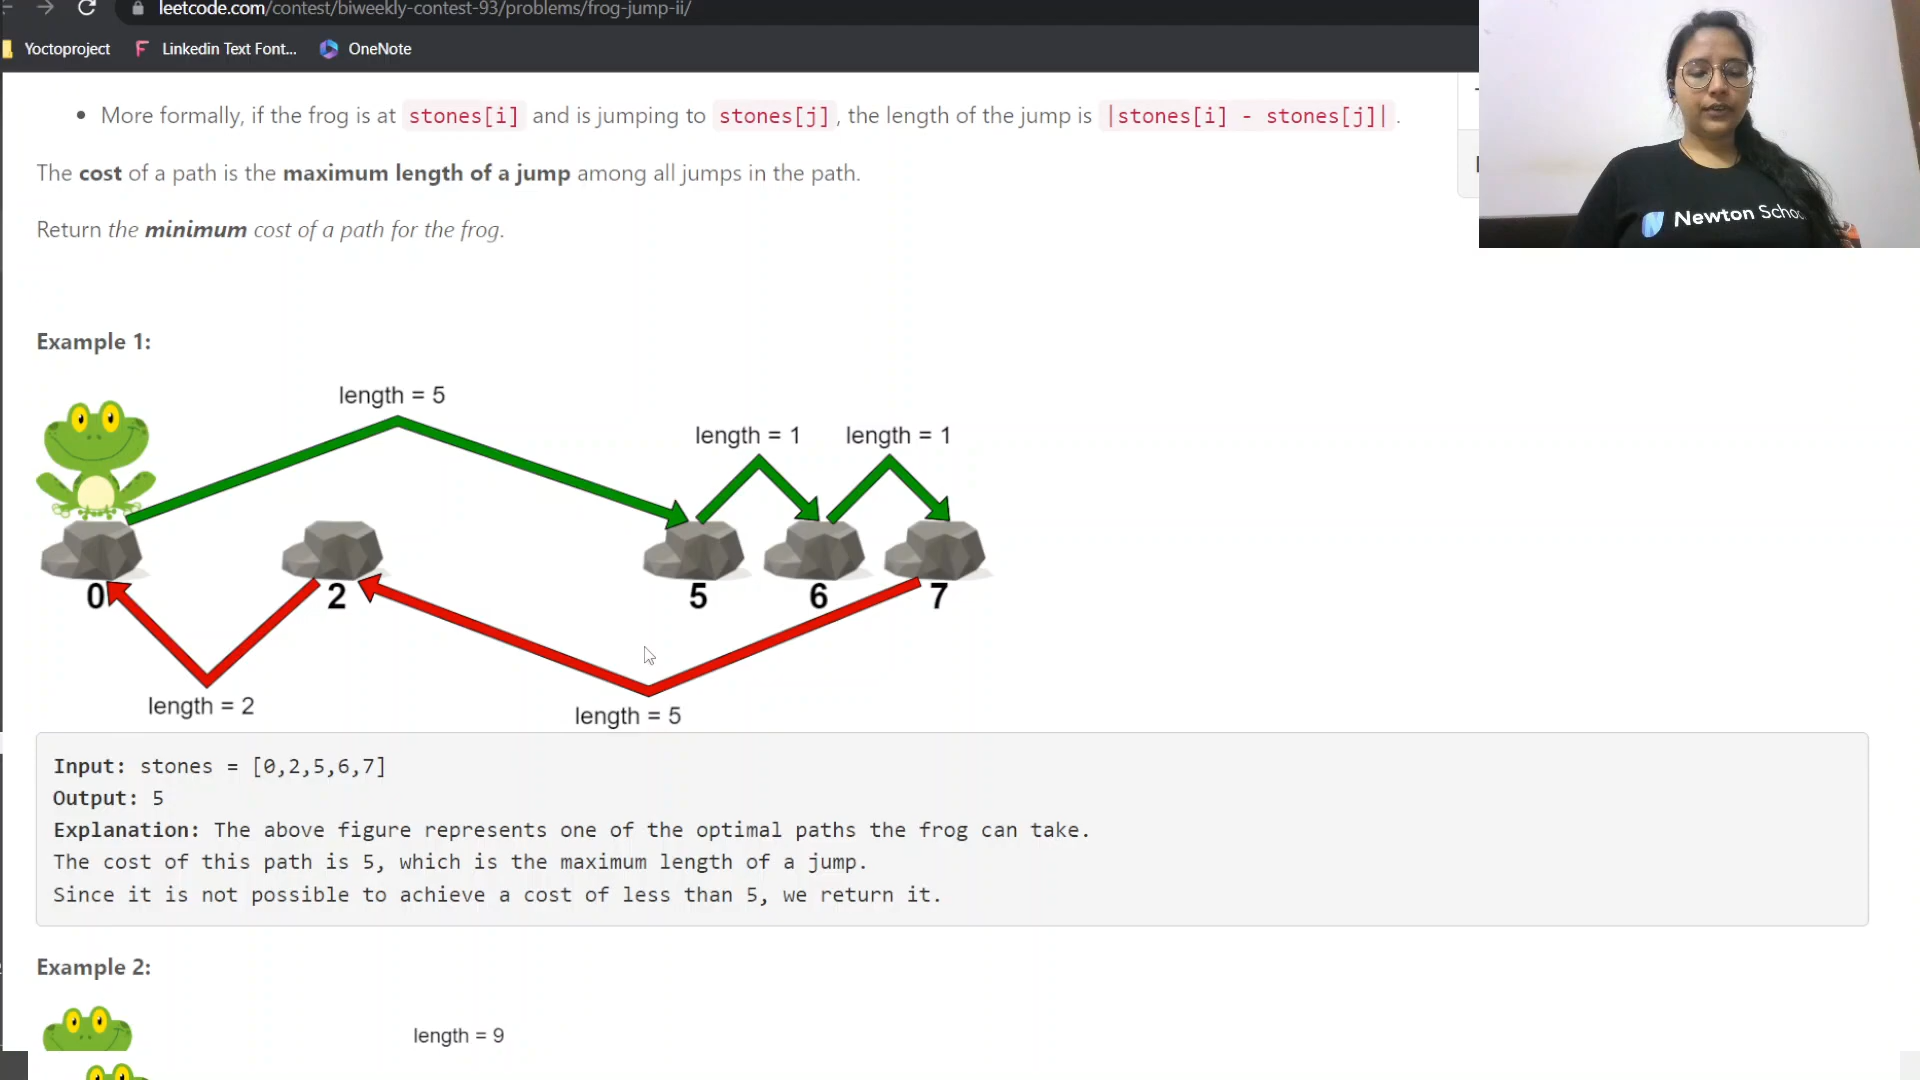 leetcode.com/contest/biweekly-contest-93/problems/frog-jump-ii/
Yoctoproject
Linkedin Text Font...
OneNote
Newton Schoo
• More formally, if the frog is at stones[i] and is jumping to stones[j], the length of the jump is |stones[i] - stones[j]|.
The cost of a path is the maximum length of a jump among all jumps in the path.
Return the minimum cost of a path for the frog.
Example 1:
length = 5
length = 1
length = 1
0
2
5
6
7
length = 2
length = 5
Input: stones = [0,2,5,6,7]
Output: 5
Explanation: The above figure represents one of the optimal paths the frog can take.
The cost of this path is 5, which is the maximum length of a jump.
Since it is not possible to achieve a cost of less than 5, we return it.
Example 2:
length = 9